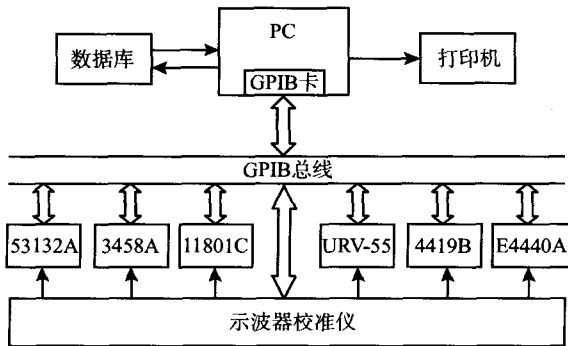 PC
数据库
打印机
GPIB卡
GPIB总线
53132A
3458A
11801C
URV-55
4419B
E4440A
示波器校准仪